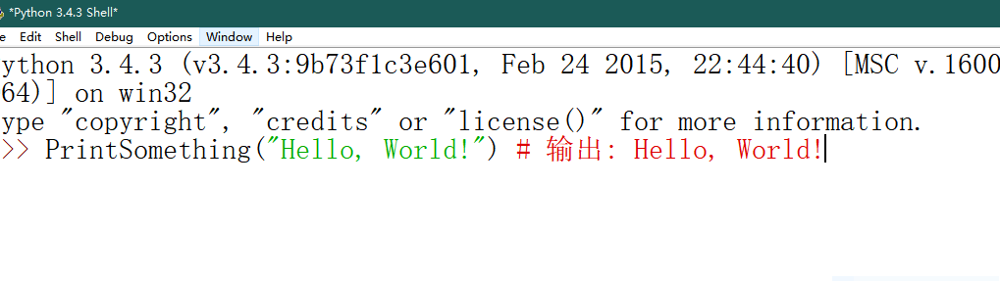 *Python 3.4.3 Shell*
e Edit Shell Debug Options Window Help
ython 3.4.3 (v3.4.3:9b73f1c3e601, Feb 24 2015, 22:44:40) [MSC v.1600
64)] on win32
ype "copyright", "credits" or "license()" for more information.
>> PrintSomething("Hello, World!") # 输出: Hello, World!